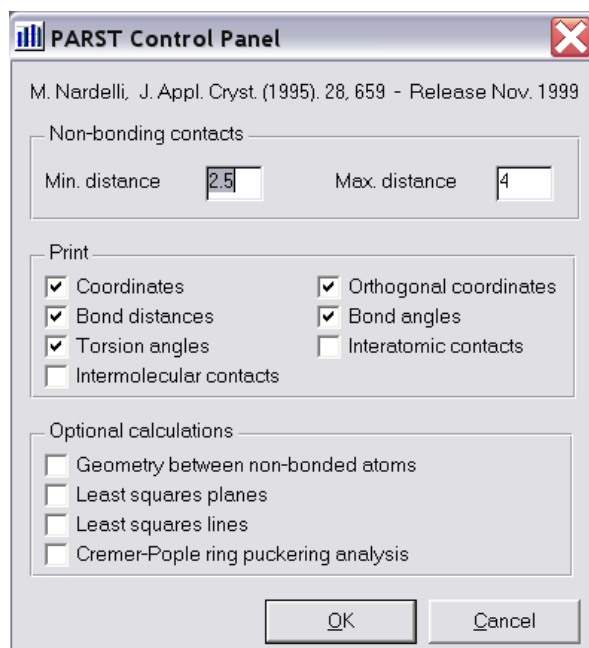 PARST Control Panel
M. Nardelli, J. Appl. Cryst. (1995). 28, 659 - Release Nov. 1999
Non-bonding contacts
Min. distance 2.5 Max. distance 4
Print
Coordinates Orthogonal coordinates
Bond distances Bond angles
Torsion angles Interatomic contacts
Intermolecular contacts
Optional calculations
Geometry between non-bonded atoms
Least squares planes
Least squares lines
Cremer-Pople ring puckering analysis
OK Cancel